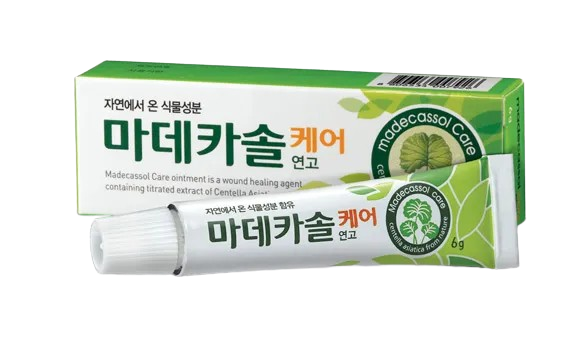 자연에서 온 식물성분
마데카솔케어
연고
Madecassol Care ointment is a wound healing agent
containing titrated extract of Centella
madecassol Care
자연에서 온 식물성분 함유
마데카솔케어
연고
Madecassol care
centella asiatica from nature
6g